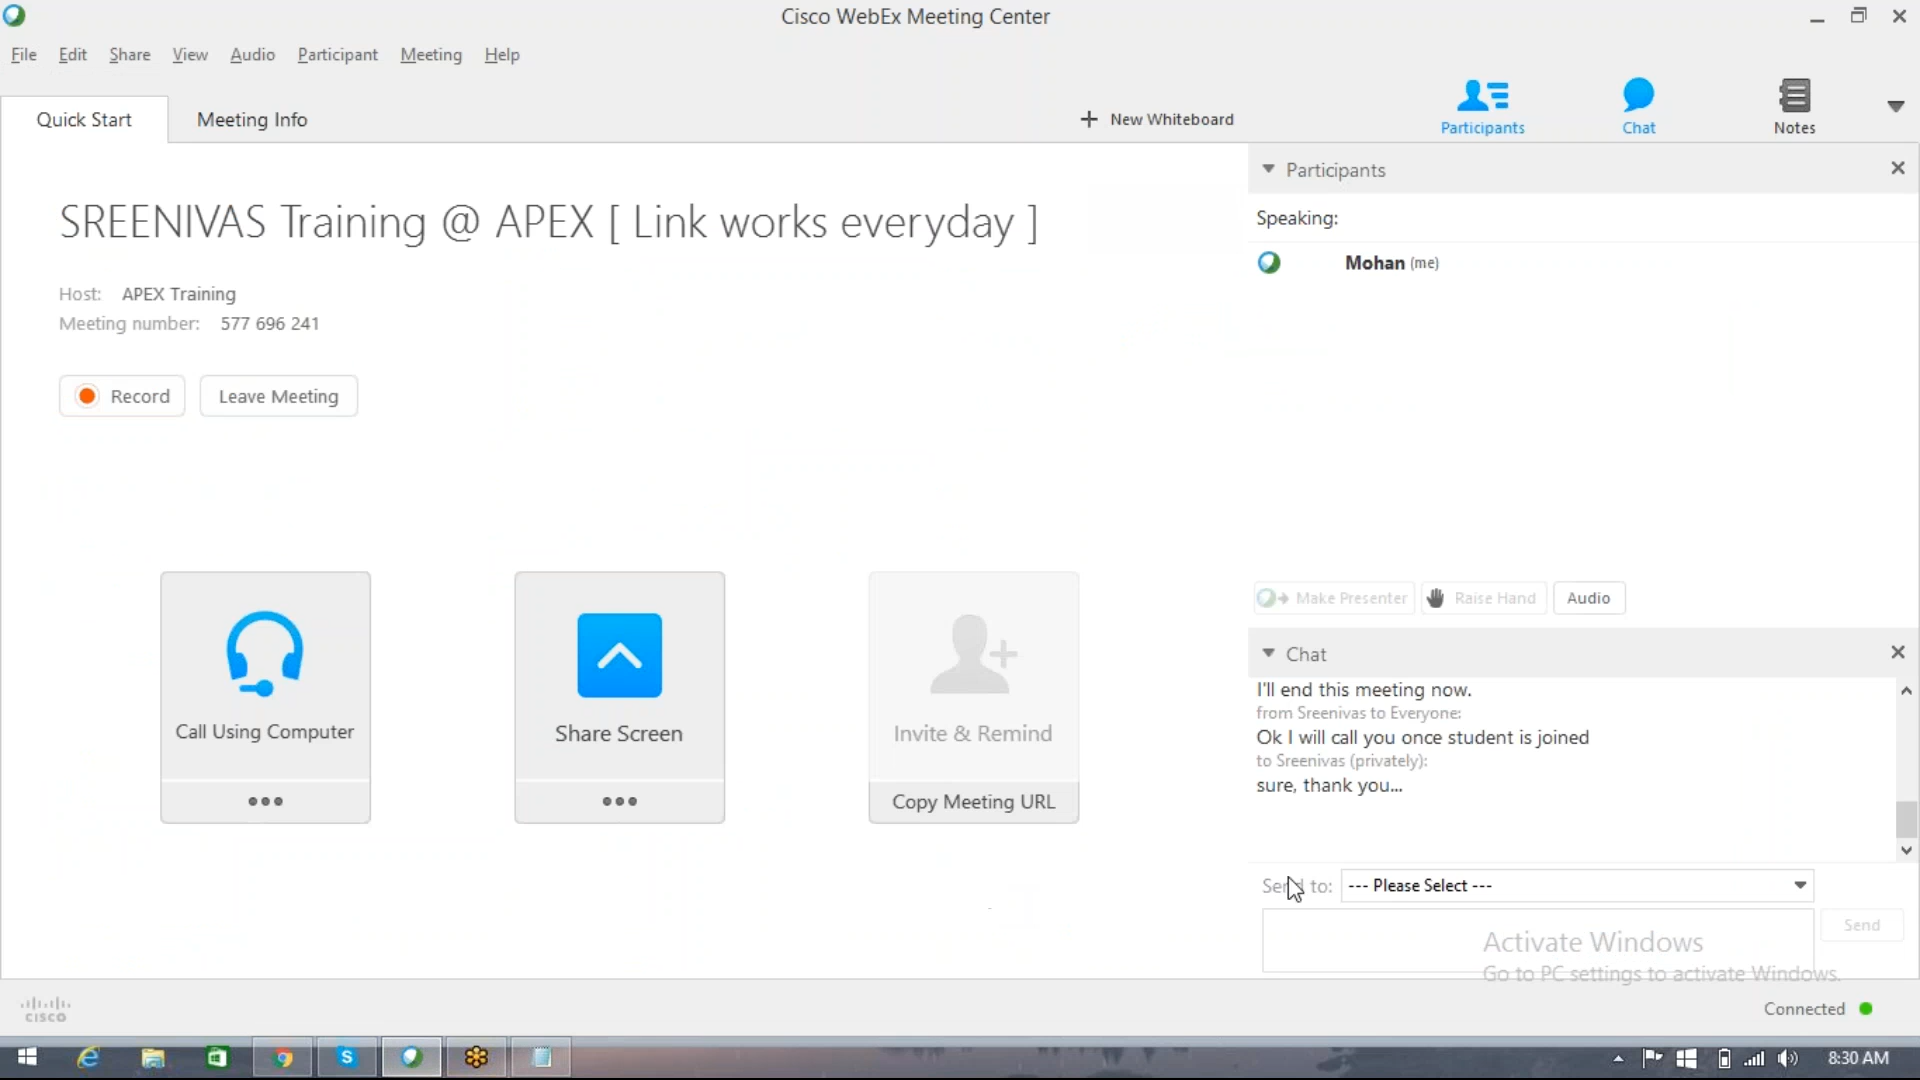 Cisco WebEx Meeting Center
File Edit Share View Audio Participant Meeting Help
Quick Start Meeting Info + New Whiteboard Participants Chat Notes
SREENIVAS Training @ APEX [ Link works everyday ]
Host: APEX Training
Meeting number: 577 696 241
Record Leave Meeting
Call Using Computer
Share Screen
Invite & Remind
Copy Meeting URL
Participants
Speaking:
Mohan (me)
Make Presenter Raise Hand Audio
Chat
I'll end this meeting now.
from Sreenivas to Everyone:
Ok I will call you once student is joined
to Sreenivas (privately):
sure, thank you...
Send to: --- Please Select ---
Send
Activate Windows
Go to PC settings to activate Windows.
CISCO
Connected
8:30 AM